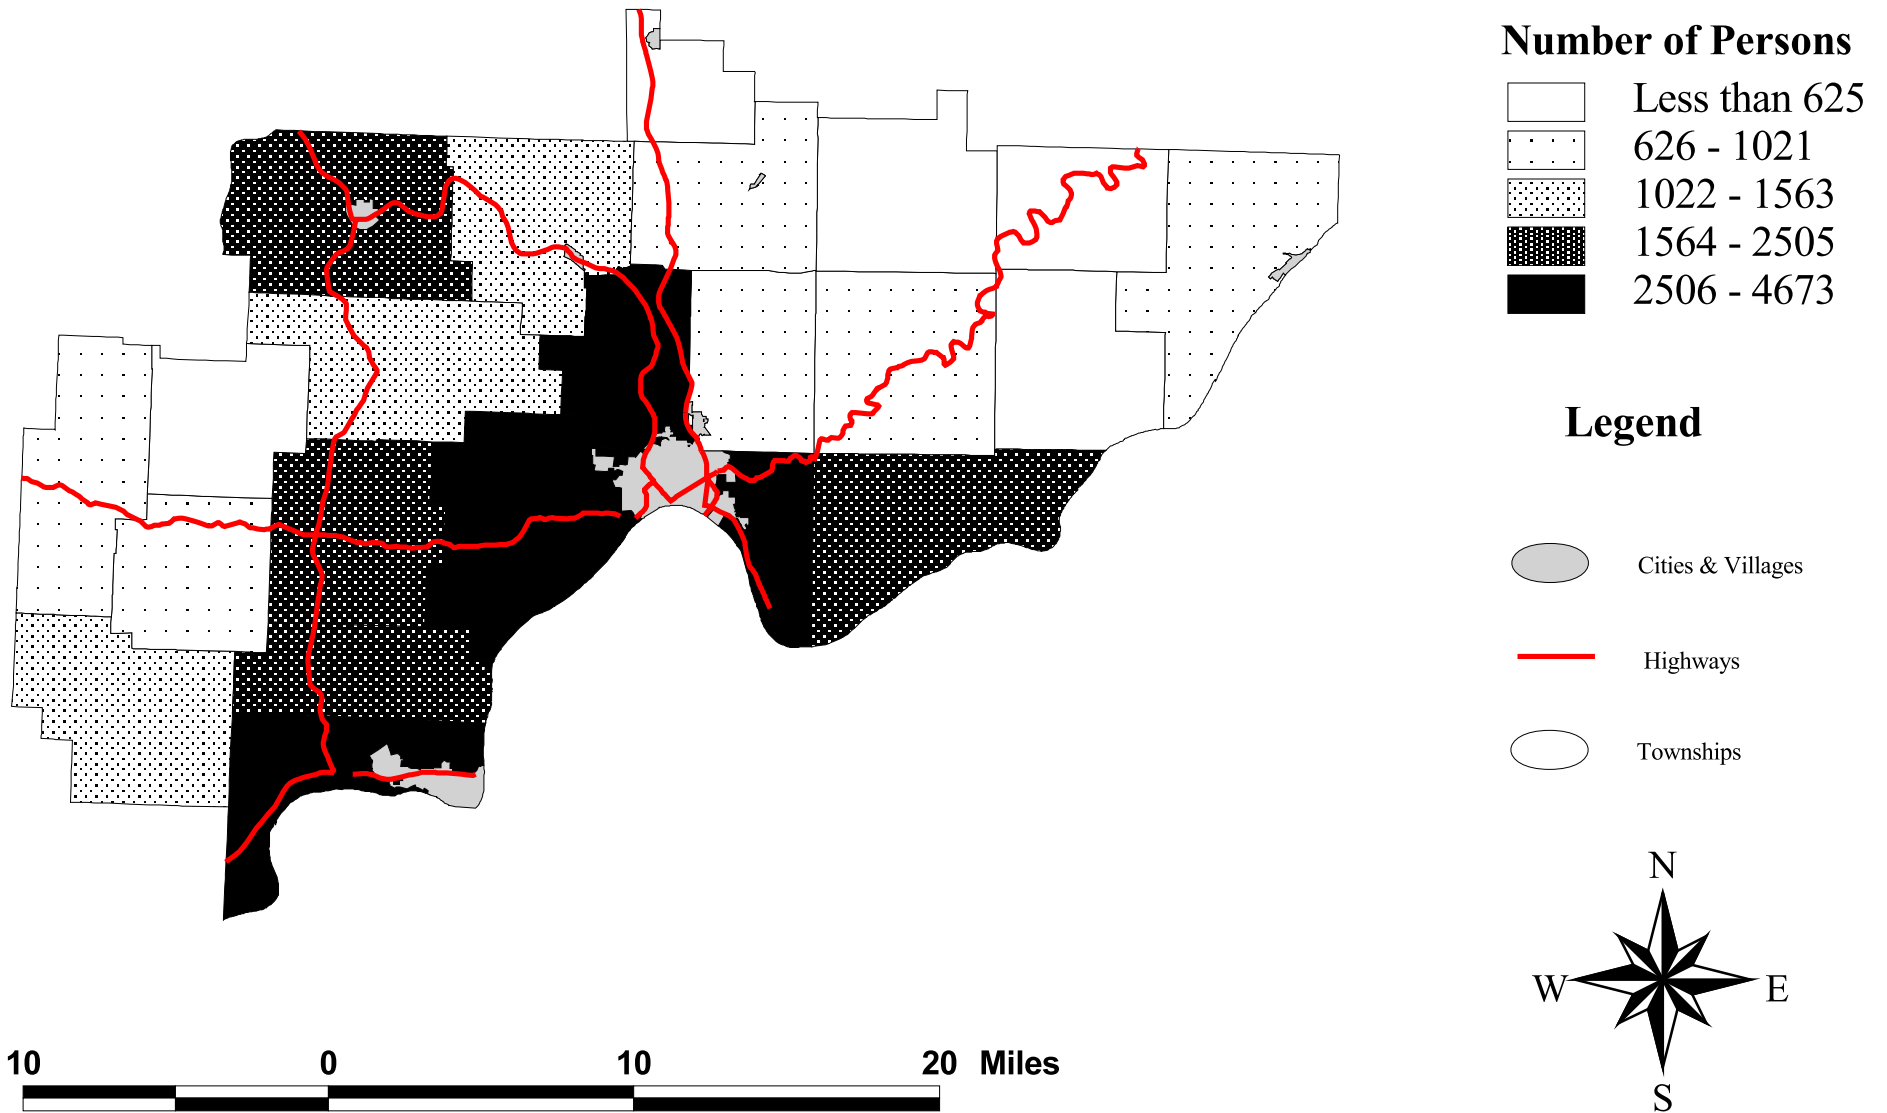 Number of Persons
Less than 625
626 - 1021
1022 - 1563
1564 - 2505
2506 - 4673
Legend
Cities & Villages
Highways
Townships
N
W E
S
10 0 10 20 Miles